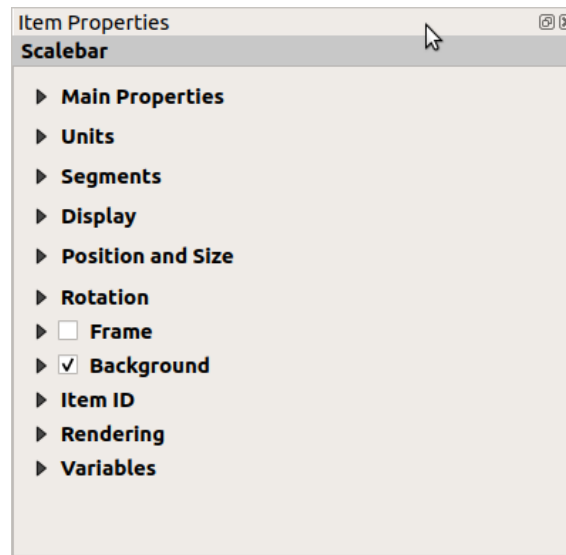 Item Properties
Scalebar
Main Properties
Units
Segments
Display
Position and Size
Rotation
Frame
Background
Item ID
Rendering
Variables